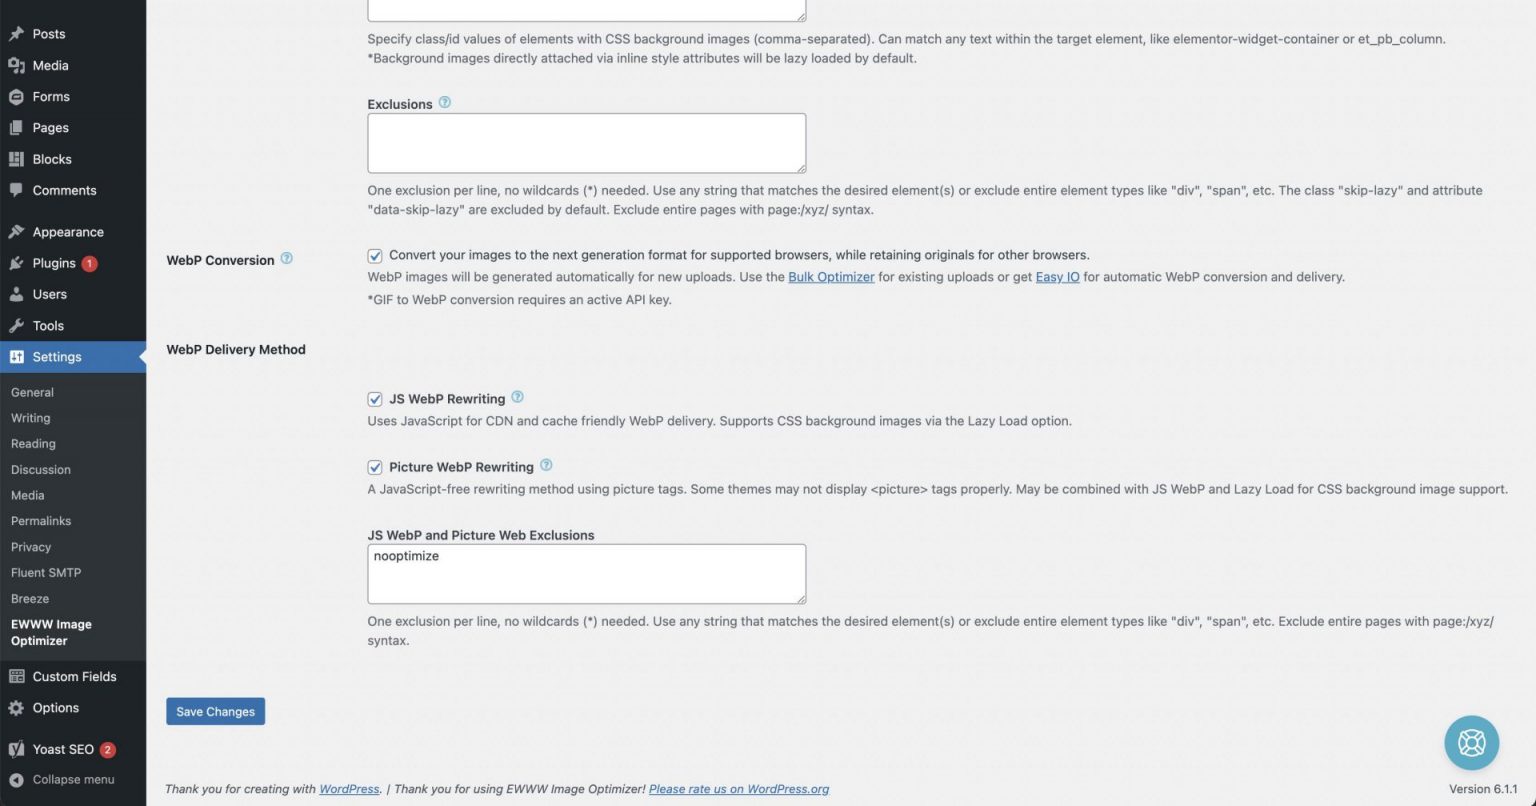 Posts
Media
Forms
Pages
Blocks
Comments
Appearance
Plugins 1
Users
Tools
Settings
General
Writing
Reading
Discussion
Media
Permalinks
Privacy
Fluent SMTP
Breeze
EWWW Image
Optimizer
Custom Fields
Options
Yoast SEO 2
Collapse menu
Specify class/id values of elements with CSS background images (comma-separated). Can match any text within the target element, like elementor-widget-container or et_pb_column.
*Background images directly attached via inline style attributes will be lazy loaded by default.
Exclusions ?
One exclusion per line, no wildcards (*) needed. Use any string that matches the desired element(s) or exclude entire element types like "div", "span", etc. The class "skip-lazy" and attribute
"data-skip-lazy" are excluded by default. Exclude entire pages with page:/xyz/ syntax.
WebP Conversion ? Convert your images to the next generation format for supported browsers, while retaining originals for other browsers.
WebP images will be generated automatically for new uploads. Use the Bulk Optimizer for existing uploads or get Easy IO for automatic WebP conversion and delivery.
*GIF to WebP conversion requires an active API key.
WebP Delivery Method
JS WebP Rewriting ?
Uses JavaScript for CDN and cache friendly WebP delivery. Supports CSS background images via the Lazy Load option.
Picture WebP Rewriting ?
A JavaScript-free rewriting method using picture tags. Some themes may not display <picture> tags properly. May be combined with JS WebP and Lazy Load for CSS background image support.
JS WebP and Picture Web Exclusions
nooptimize
One exclusion per line, no wildcards (*) needed. Use any string that matches the desired element(s) or exclude entire element types like "div", "span", etc. Exclude entire pages with page:/xyz/
syntax.
Save Changes
Thank you for creating with WordPress. | Thank you for using EWWW Image Optimizer! Please rate us on WordPress.org
Version 6.1.1